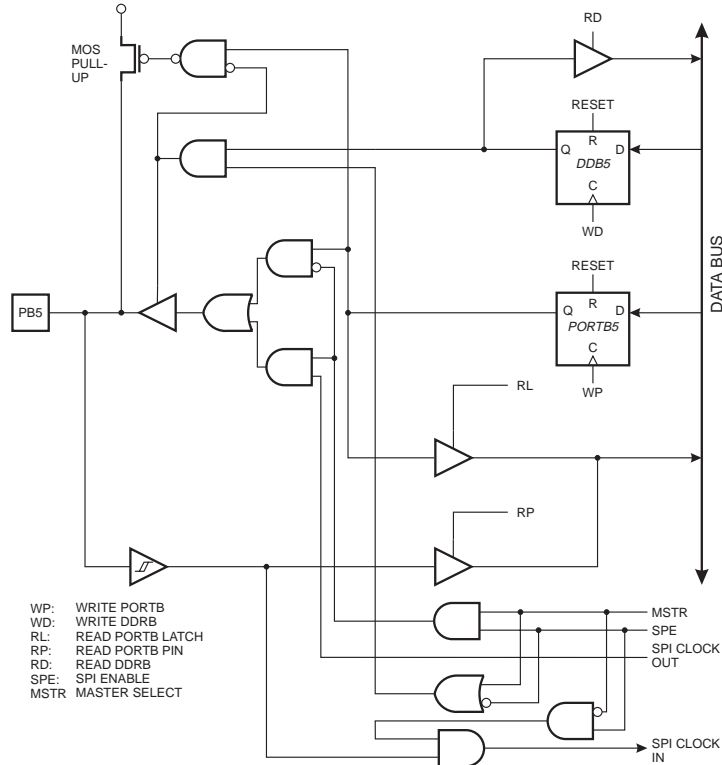 RD
MOS
PULL-
UP
RESET
R
Q
D
DDB5
C
WD
RESET
R
PB5
Q
D
PORTB5
C
WP
DATA BUS
RL
RP
WP: WRITE PORTB
WD: WRITE DDRB
RL: READ PORTB LATCH
RP: READ PORTB PIN
RD: READ DDRB
SPE: SPI ENABLE
MSTR MASTER SELECT
MSTR
SPE
SPI CLOCK
OUT
SPI CLOCK
IN